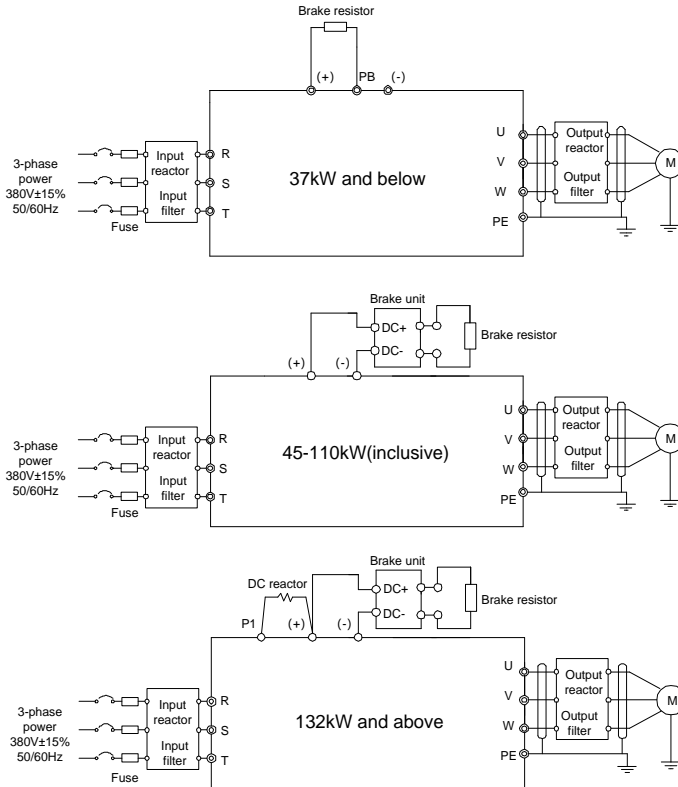 Brake resistor
(+)
PB
(-)
3-phase
power
380V±15%
50/60Hz
Fuse
Input
reactor
Input
filter
R
S
T
37kW and below
U
V
W
PE
Output
reactor
Output
filter
M
Brake unit
DC+
DC-
Brake resistor
(+)
(-)
3-phase
power
380V±15%
50/60Hz
Fuse
Input
reactor
Input
filter
R
S
T
45-110kW(inclusive)
U
V
W
PE
Output
reactor
Output
filter
M
Brake unit
DC reactor
DC+
DC-
Brake resistor
P1
(+)
(-)
3-phase
power
380V±15%
50/60Hz
Fuse
Input
reactor
Input
filter
R
S
T
132kW and above
U
V
W
PE
Output
reactor
Output
filter
M